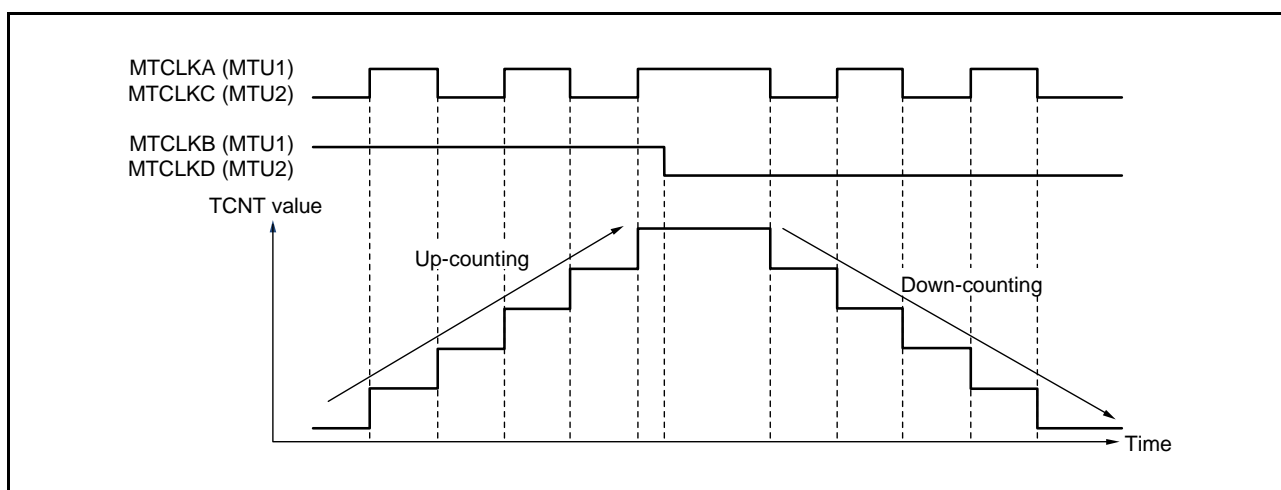 MTCLKA (MTU1)
MTCLKC (MTU2)
MTCLKB (MTU1)
MTCLKD (MTU2)
TCNT value
Up-counting
Down-counting
Time